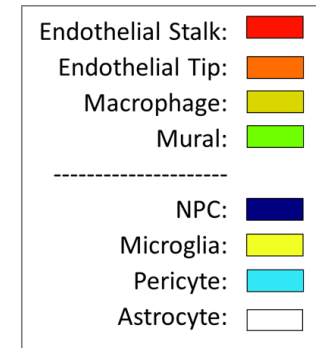 Endothelial Stalk:
Endothelial Tip:
Macrophage:
Mural:
---------------------
NPC:
Microglia:
Pericyte:
Astrocyte: